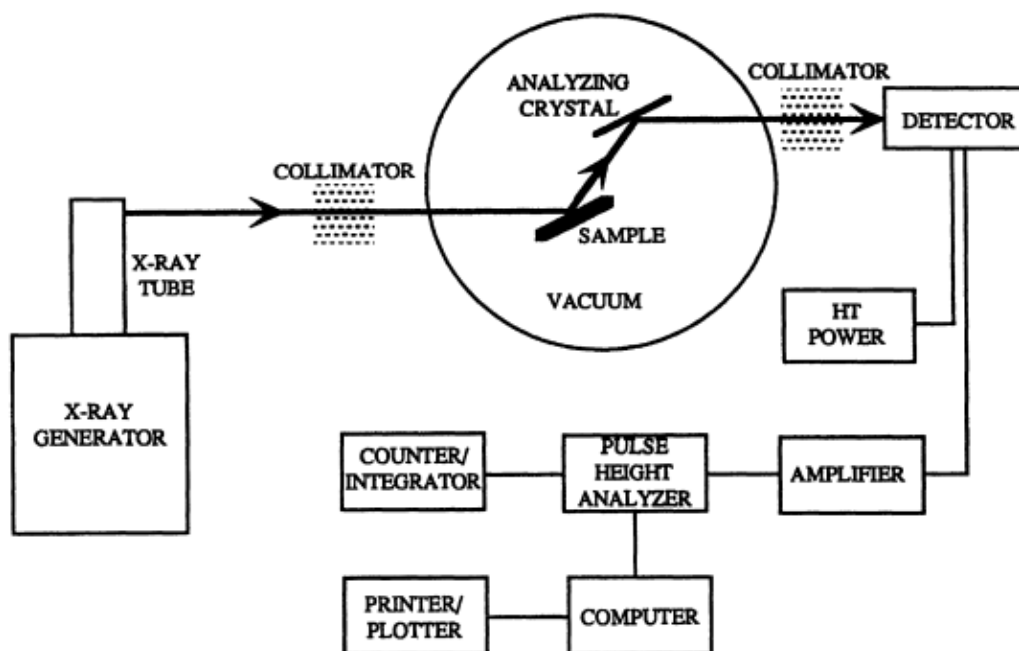 ANALYZING
CRYSTAL
COLLIMATOR
DETECTOR
COLLIMATOR
SAMPLE
X-RAY
TUBE
VACUUM
HT
POWER
X-RAY
GENERATOR
COUNTER/
INTEGRATOR
PULSE
HEIGHT
ANALYZER
AMPLIFIER
PRINTER/
PLOTTER
COMPUTER